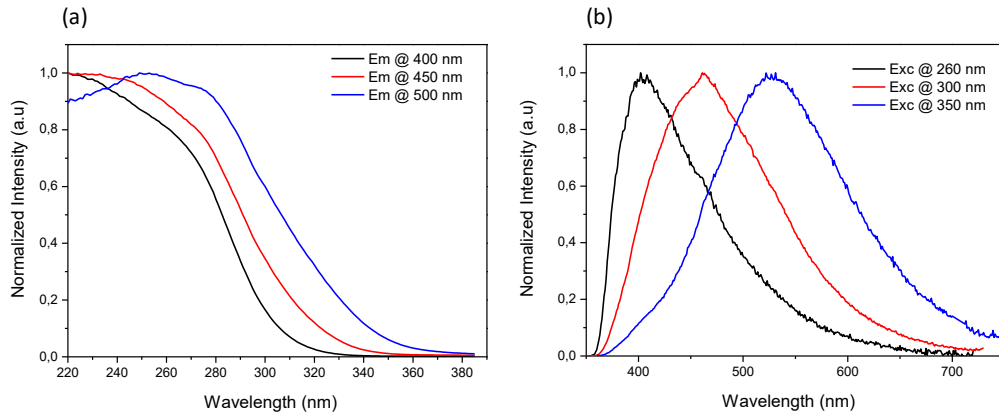 (a)
Em @ 400 nm
Em @ 450 nm
Em @ 500 nm
Normalized Intensity (a.u)
1,0
0,8
0,6
0,4
0,2
0,0
220 240 260 280 300 320 340 360 380
Wavelength (nm)
(b)
Exc @ 260 nm
Exc @ 300 nm
Exc @ 350 nm
Normalized Intensity (a.u)
1,0
0,8
0,6
0,4
0,2
0,0
400 500 600 700
Wavelength (nm)